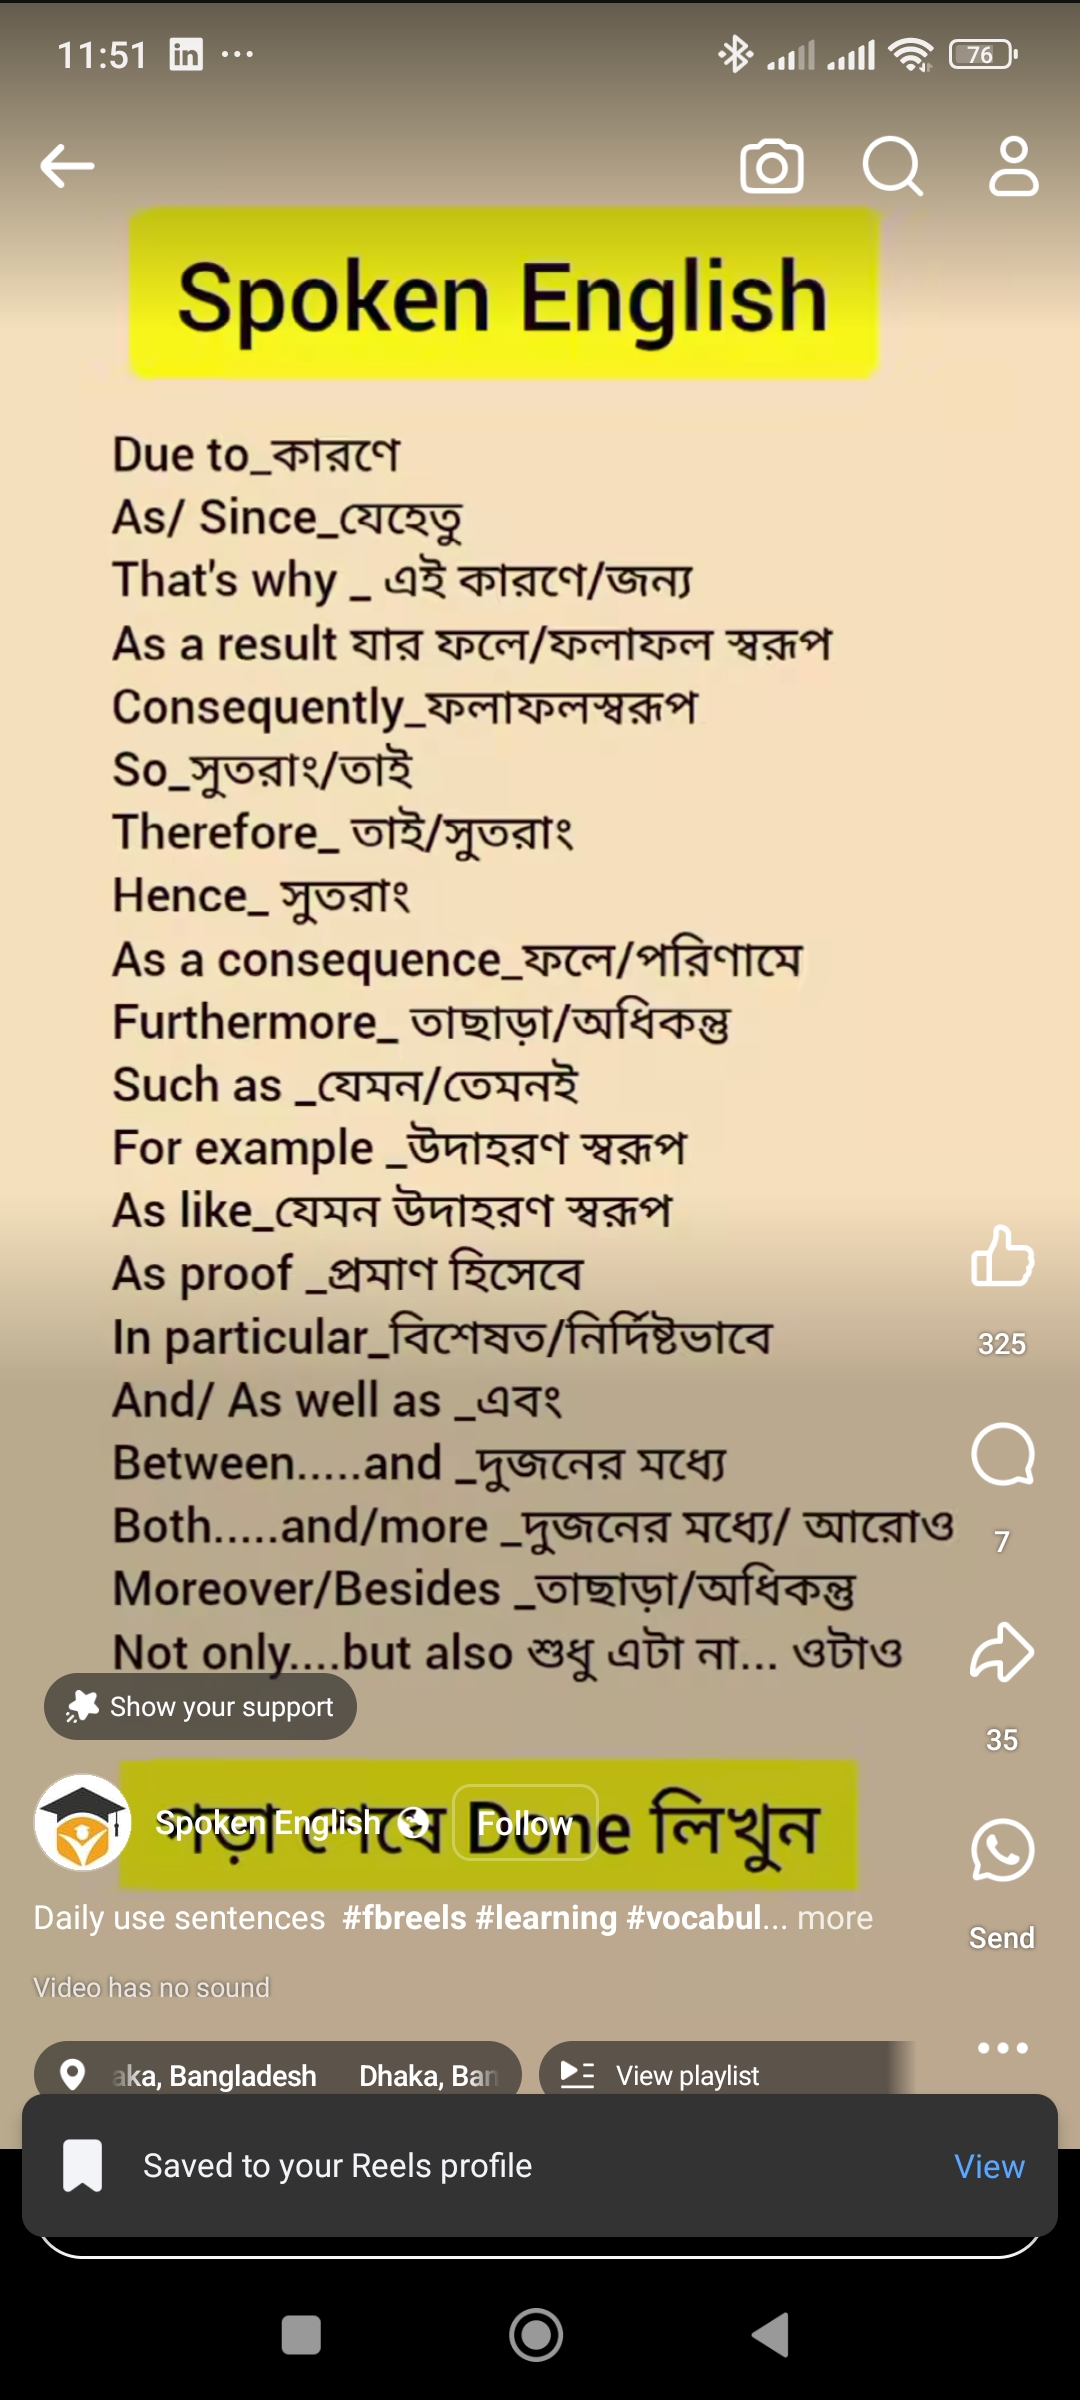 11:51
76
Spoken English
Due to_কারণে
As/ Since_যেহেতু
That's why _ এই কারণে/জন্য
As a result যার ফলে/ফলাফল স্বরূপ
Consequently_ফলাফলস্বরূপ
So_সুতরাং/তাই
Therefore_ তাই/সুতরাং
Hence_ সুতরাং
As a consequence_ফলে/পরিণামে
Furthermore_ তাছাড়া/অধিকন্তু
Such as _যেমন/তেমনই
For example _উদাহরণ স্বরূপ
As like_যেমন উদাহরণ স্বরূপ
As proof _প্রমাণ হিসেবে
In particular_বিশেষত/নির্দিষ্টভাবে
And/ As well as _এবং
Between.....and _দুজনের মধ্যে
Both.....and/more _দুজনের মধ্যে/ আরোও
Moreover/Besides _তাছাড়া/অধিকন্তু
Not only....but also শুধু এটা না... ওটাও
325
7
35
Send
Show your support
পড়া শেষে Done লিখুন
Spoken English
Follow
Daily use sentences #fbreels #learning #vocabul... more
Video has no sound
aka, Bangladesh Dhaka, Ban
View playlist
Saved to your Reels profile View